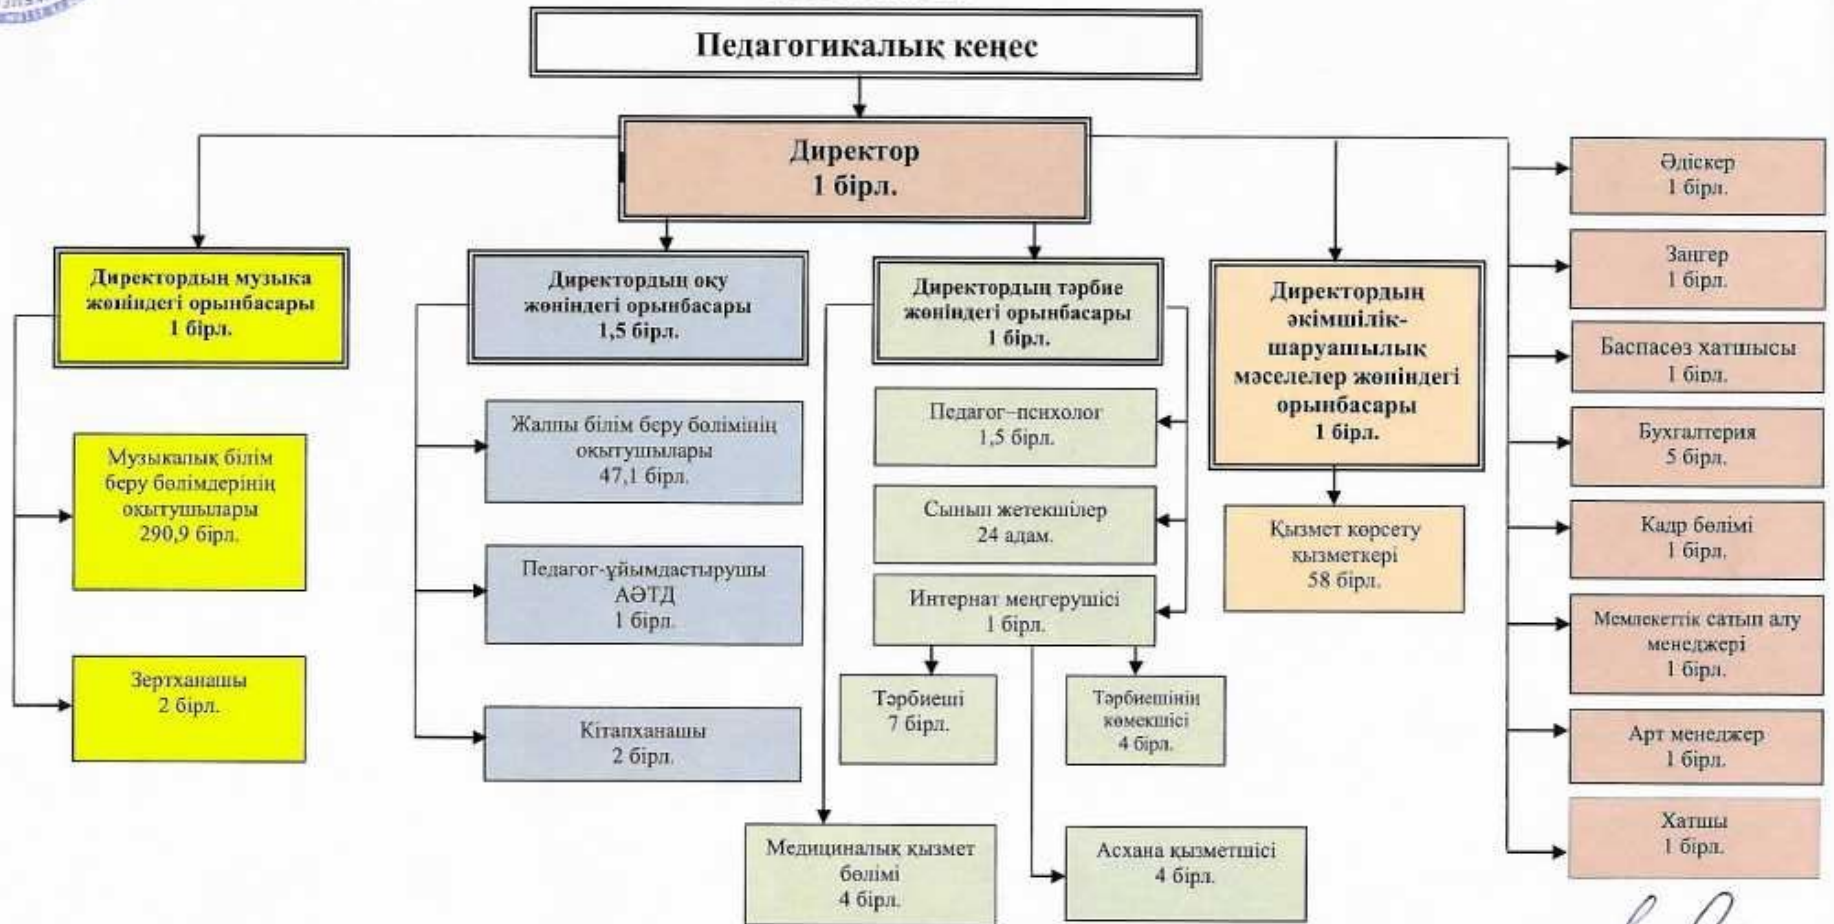 Педагогикалық кеңес
Директор
1 бірл.
Директордың музыка
жөніндегі орынбасары
1 бірл.
Музыкалық білім
беру бөлімдерінің
оқытушылары
290,9 бірл.
Зертханашы
2 бірл.
Директордың оқу
жөніндегі орынбасары
1,5 бірл.
Жалпы білім беру бөлімінің
оқытушылары
47,1 бірл.
Педагог-ұйымдастырушы
АӘТД
1 бірл.
Кітапханашы
2 бірл.
Директордың тәрбие
жөніндегі орынбасары
1 бірл.
Педагог–психолог
1,5 бірл.
Сынып жетекшілер
24 адам.
Интернат меңгерушісі
1 бірл.
Тәрбиеші
7 бірл.
Тәрбиешінің
көмекшісі
4 бірл.
Медициналық қызмет
бөлімі
4 бірл.
Асхана қызметшісі
4 бірл.
Директордың
әкімшілік-
шаруашылық
мәселелер жөніндегі
орынбасары
1 бірл.
Қызмет көрсету
қызметкері
58 бірл.
Әдіскер
1 бірл.
Заңгер
1 бірл.
Баспасөз хатшысы
1 бірл.
Бухгалтерия
5 бірл.
Кадр бөлімі
1 бірл.
Мемлекеттік сатып алу
менеджері
1 бірл.
Арт менеджер
1 бірл.
Хатшы
1 бірл.